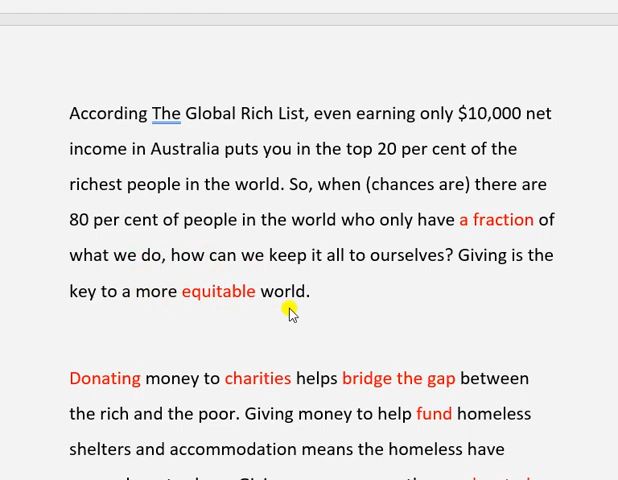 According The Global Rich List, even earning only $10,000 net
income in Australia puts you in the top 20 per cent of the
richest people in the world. So, when (chances are) there are
80 per cent of people in the world who only have a fraction of
what we do, how can we keep it all to ourselves? Giving is the
key to a more equitable world.
Donating money to charities helps bridge the gap between
the rich and the poor. Giving money to help fund homeless
shelters and accommodation means the homeless have